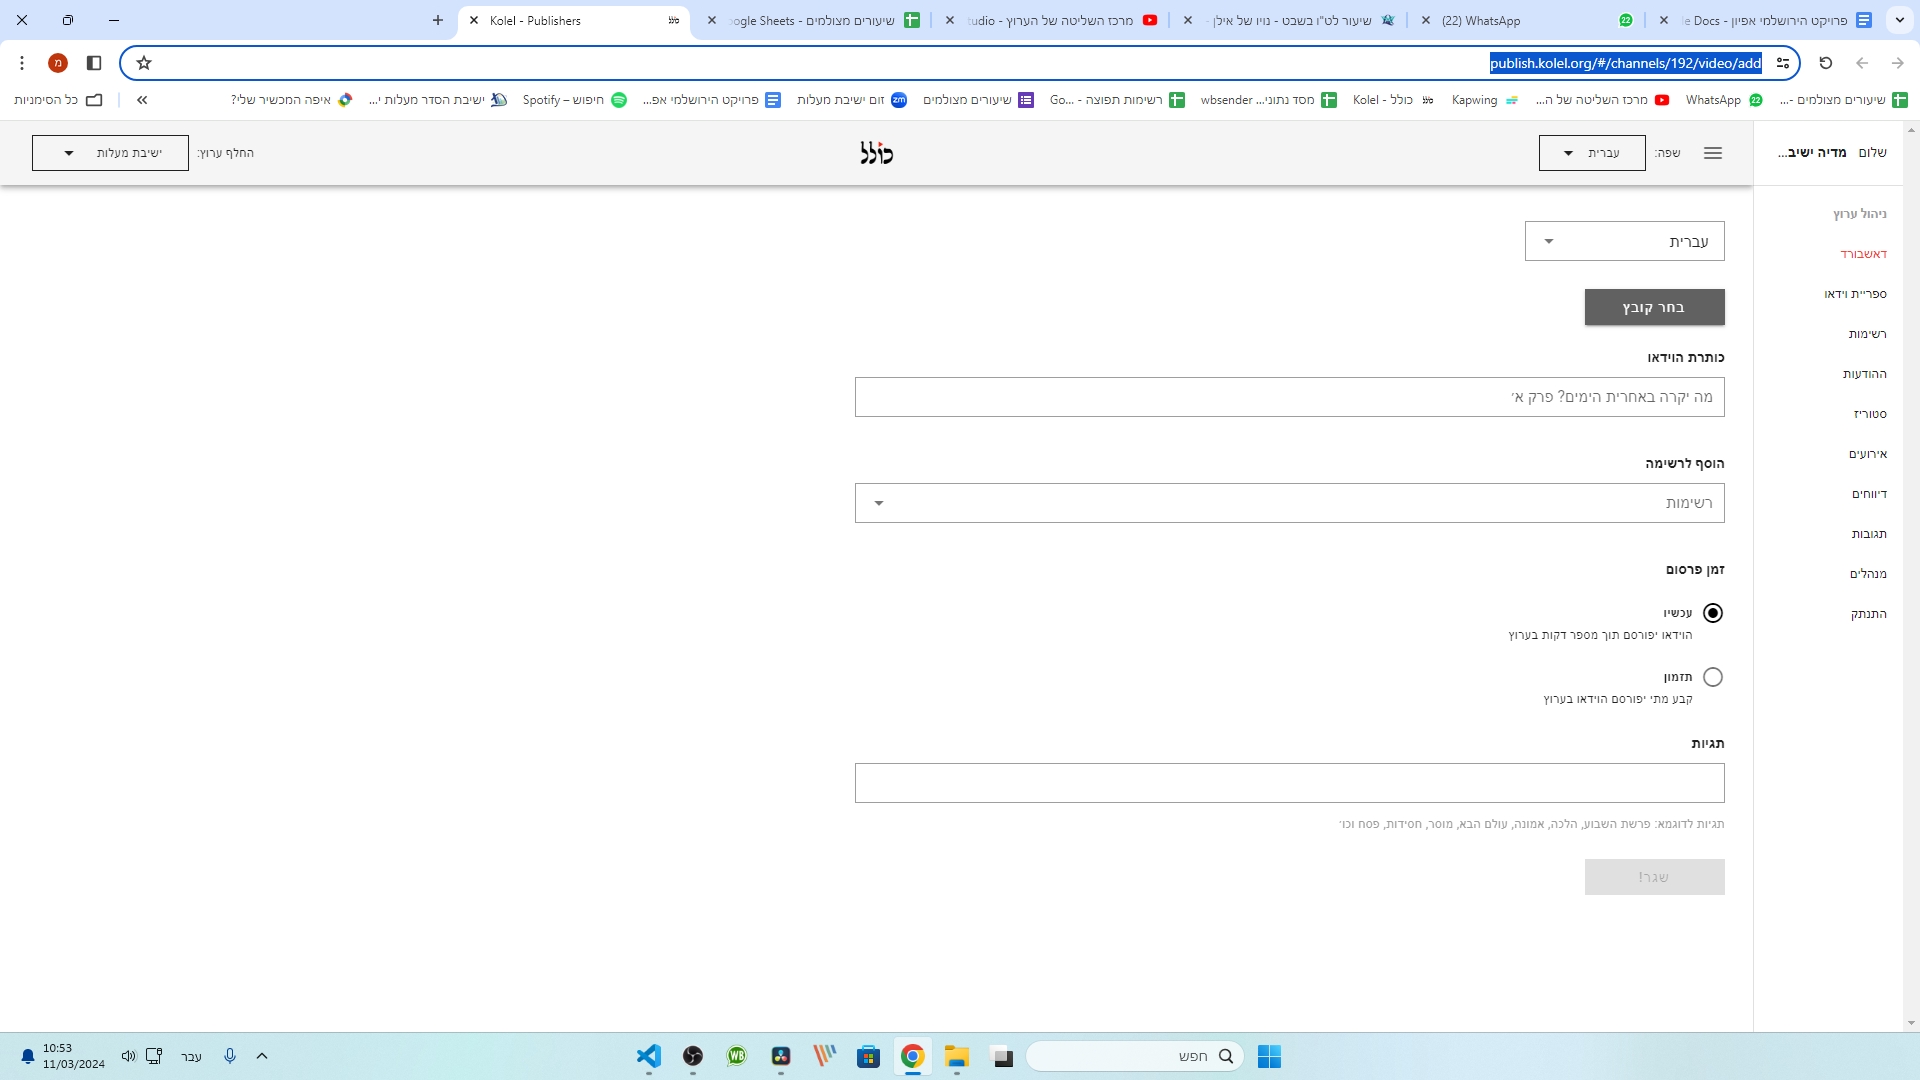 פרויקט הירושלמי אפיון - le Docs
(22) WhatsApp
שיעור לט"ו בשבט - נויו של אילן -
מרכז השליטה של הערוץ - tudio
שיעורים מצולמים - oogle Sheets
Kolel - Publishers
publish.kolel.org/#/channels/192/video/add
מ
שיעורים מצולמים -...
WhatsApp
מרכז השליטה של ה...
Kapwing
כולל - Kolel
מסד נתוני... wbsender
רשימות תפוצה - Go...
שיעורים מצולמים
זום ישיבת מעלות
פרויקט הירושלמי אפ...
חיפוש – Spotify
ישיבת הסדר מעלות י...
איפה המכשיר שלי?
«
כל הסימניות
שלום מדיה ישיב...
שפה:
עברית
כולל
החלף ערוץ:
ישיבת מעלות
ניהול ערוץ
דאשבורד
ספריית וידאו
רשימות
ההודעות
סטוריז
אירועים
דיווחים
תגובות
מנהלים
התנתק
עברית
בחר קובץ
כותרת הוידאו
מה יקרה באחרית הימים? פרק א׳
הוסף לרשימה
רשימות
זמן פרסום
עכשיו
הוידאו יפורסם תוך מספר דקות בערוץ
תזמון
קבע מתי יפורסם הוידאו בערוץ
תגיות
תגיות לדוגמא: פרשת השבוע, הלכה, אמונה, עולם הבא, מוסר, חסידות, פסח וכו׳
שגר!
חפש
WB
עבר
10:53
11/03/2024